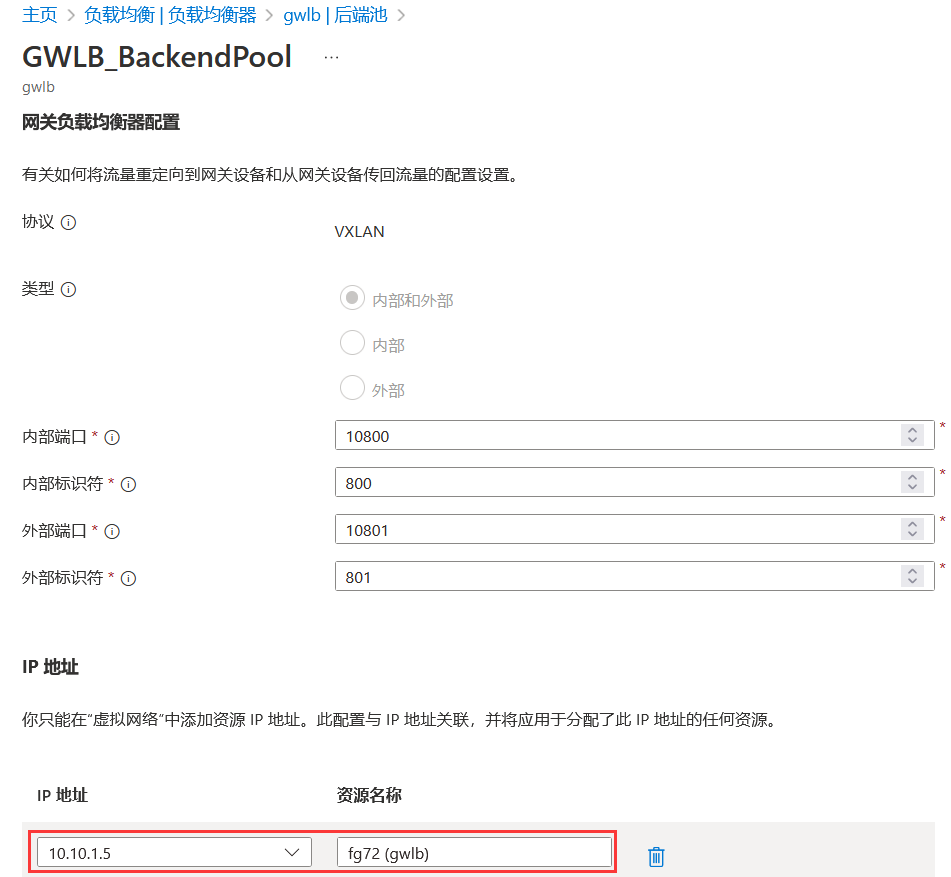 主页 > 负载均衡 | 负载均衡器 > gwlb | 后端池 >
GWLB_BackendPool ...
gwlb
网关负载均衡器配置
有关如何将流量重定向到网关设备和从网关设备传回流量的配置设置。
协议
VXLAN
类型
内部和外部
内部
外部
内部端口 * 10800 *
内部标识符 * 800 *
外部端口 * 10801 *
外部标识符 * 801 *
IP 地址
你只能在“虚拟网络”中添加资源 IP 地址。此配置与 IP 地址关联，并将应用于分配了此 IP 地址的任何资源。
IP 地址 资源名称
10.10.1.5 fg72 (gwlb)